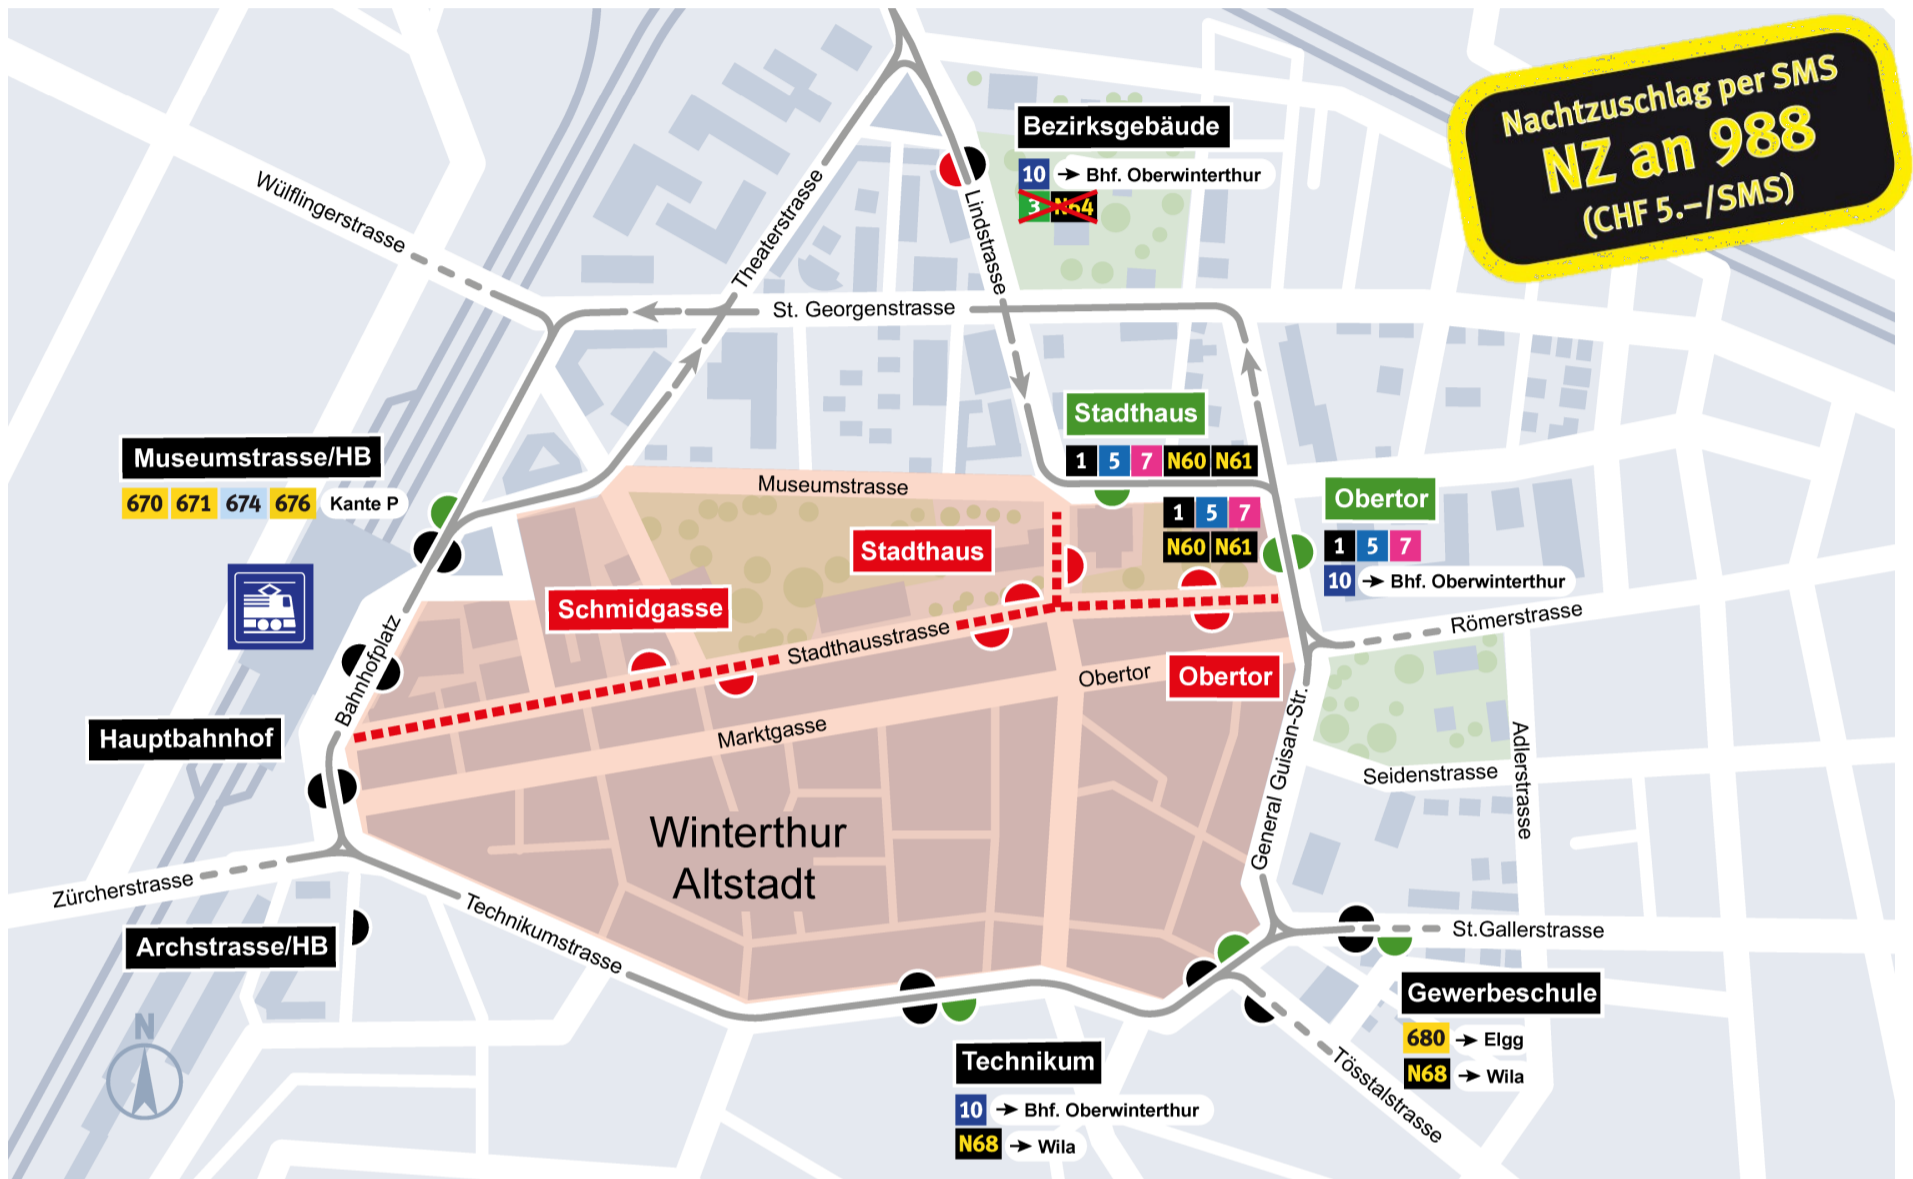 Nachtzuschlag per SMS
NZ an 988
(CHF 5.–/SMS)
Bezirksgebäude
10 → Bhf. Oberwinterthur
3 N64
Wülflingerstrasse
Theaterstrasse
Lindstrasse
St. Georgenstrasse
Stadthaus
1 5 7 N60 N61
Museumstrasse/HB
670 671 674 676 Kante P
Museumstrasse
1 5 7
N60 N61
Obertor
1 5 7
10 → Bhf. Oberwinterthur
Stadthaus
Schmidgasse
Stadthausstrasse
Römerstrasse
Bahnhofplatz
Obertor
Obertor
Hauptbahnhof
Marktgasse
General Guisan-Str.
Seidenstrasse
Adlerstrasse
Winterthur
Altstadt
Zürcherstrasse
Technikumstrasse
Archstrasse/HB
St.Gallerstrasse
Gewerbeschule
680 → Elgg
N68 → Wila
Tösstalstrasse
N
Technikum
10 → Bhf. Oberwinterthur
N68 → Wila